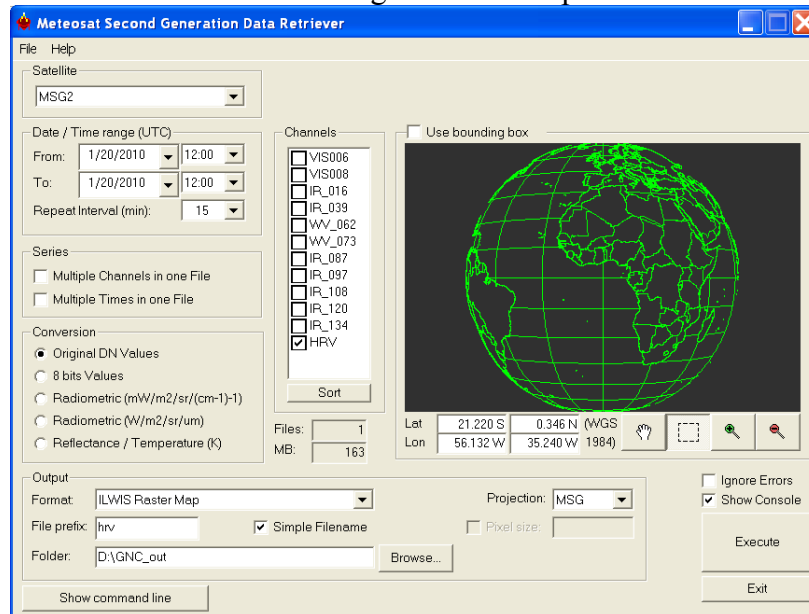 Meteosat Second Generation Data Retriever
File Help
Satellite
MSG2
Date / Time range (UTC)
From: 1/20/2010 12:00
To: 1/20/2010 12:00
Repeat Interval (min): 15
Series
Multiple Channels in one File
Multiple Times in one File
Conversion
Original DN Values
8 bits Values
Radiometric (mW/m2/sr/(cm-1)-1)
Radiometric (W/m2/sr/um)
Reflectance / Temperature (K)
Channels
VIS006
VIS008
IR_016
IR_039
WV_062
WV_073
IR_087
IR_097
IR_108
IR_120
IR_134
HRV
Sort
Files: 1
MB: 163
Use bounding box
Lat 21.220 S 0.346 N (WGS
Lon 56.132 W 35.240 W 1984)
Output
Format: ILWIS Raster Map
Projection: MSG
File prefix: hrv
Simple Filename
Pixel size:
Folder: D:\GNC_out
Browse...
Ignore Errors
Show Console
Execute
Exit
Show command line